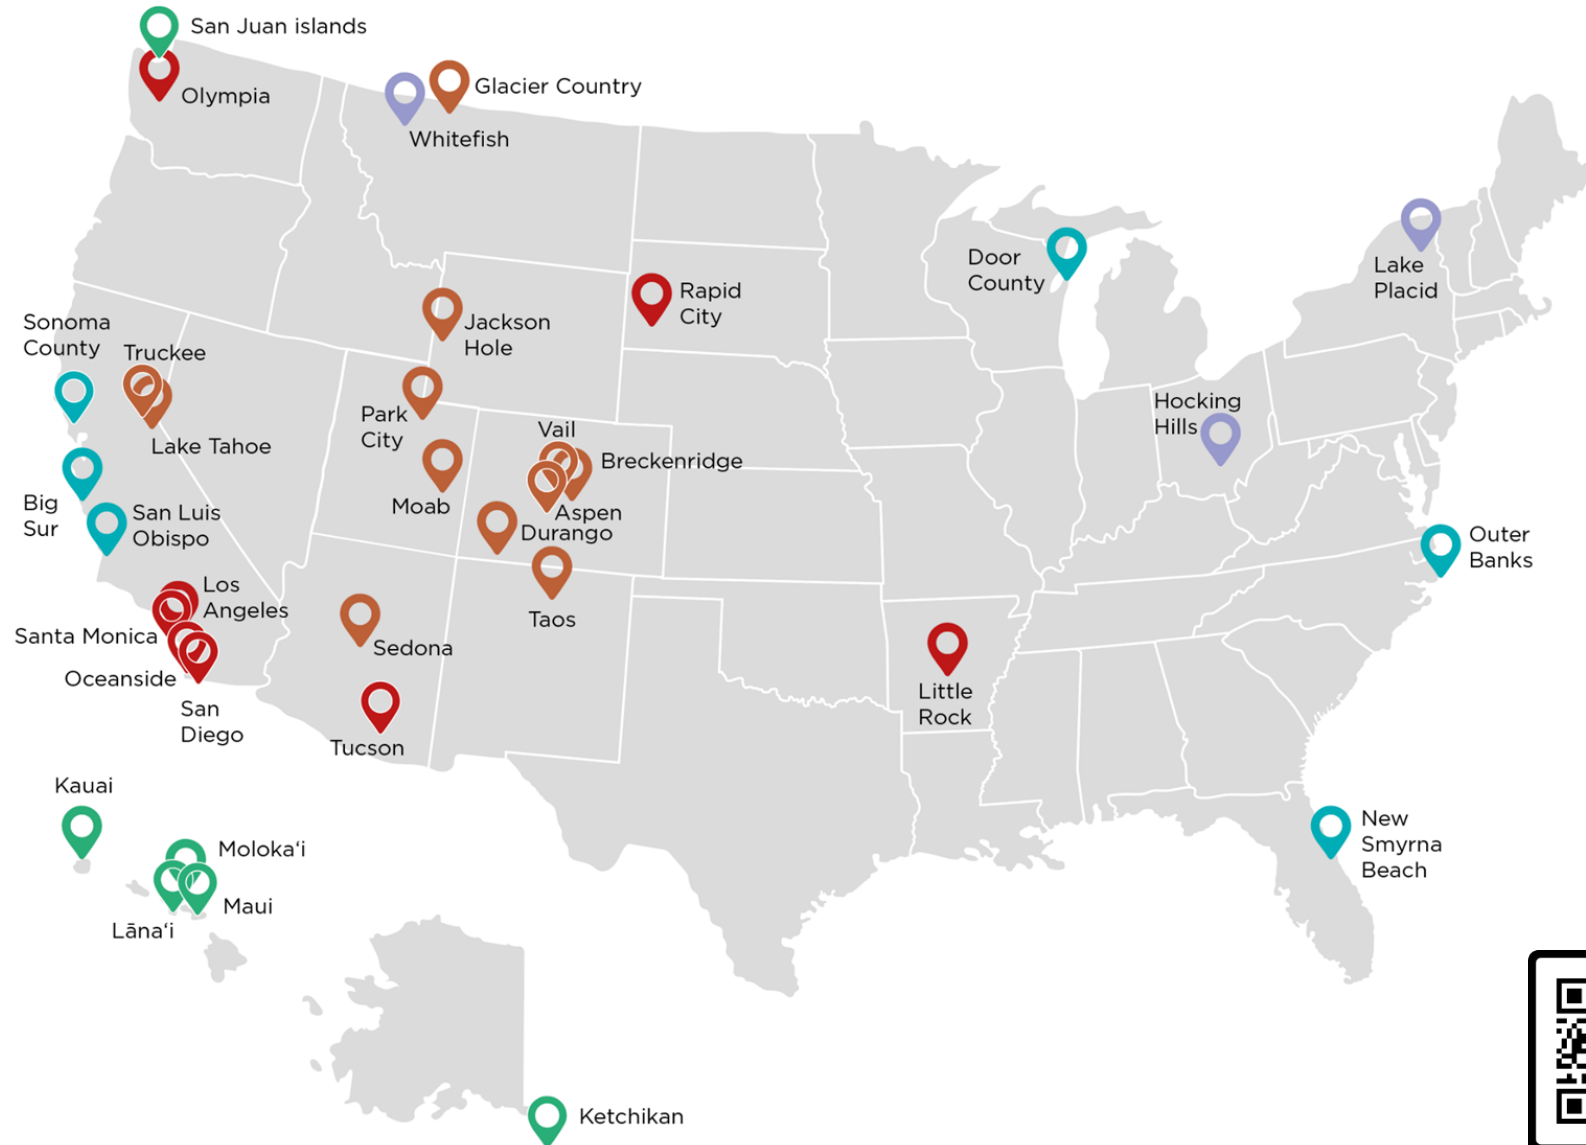 San Juan islands
Olympia
Glacier Country
Whitefish
Door
County
Lake
Placid
Rapid
City
Jackson
Hole
Sonoma
County
Truckee
Lake Tahoe
Park
City
Hocking
Hills
Vail
Breckenridge
Moab
Aspen
Durango
Big
Sur
San Luis
Obispo
Outer
Banks
Los
Angeles
Taos
Santa Monica
Sedona
Oceanside
Little
Rock
San
Diego
Tucson
Kauai
Molokaʻi
Maui
Lānaʻi
New
Smyrna
Beach
Ketchikan